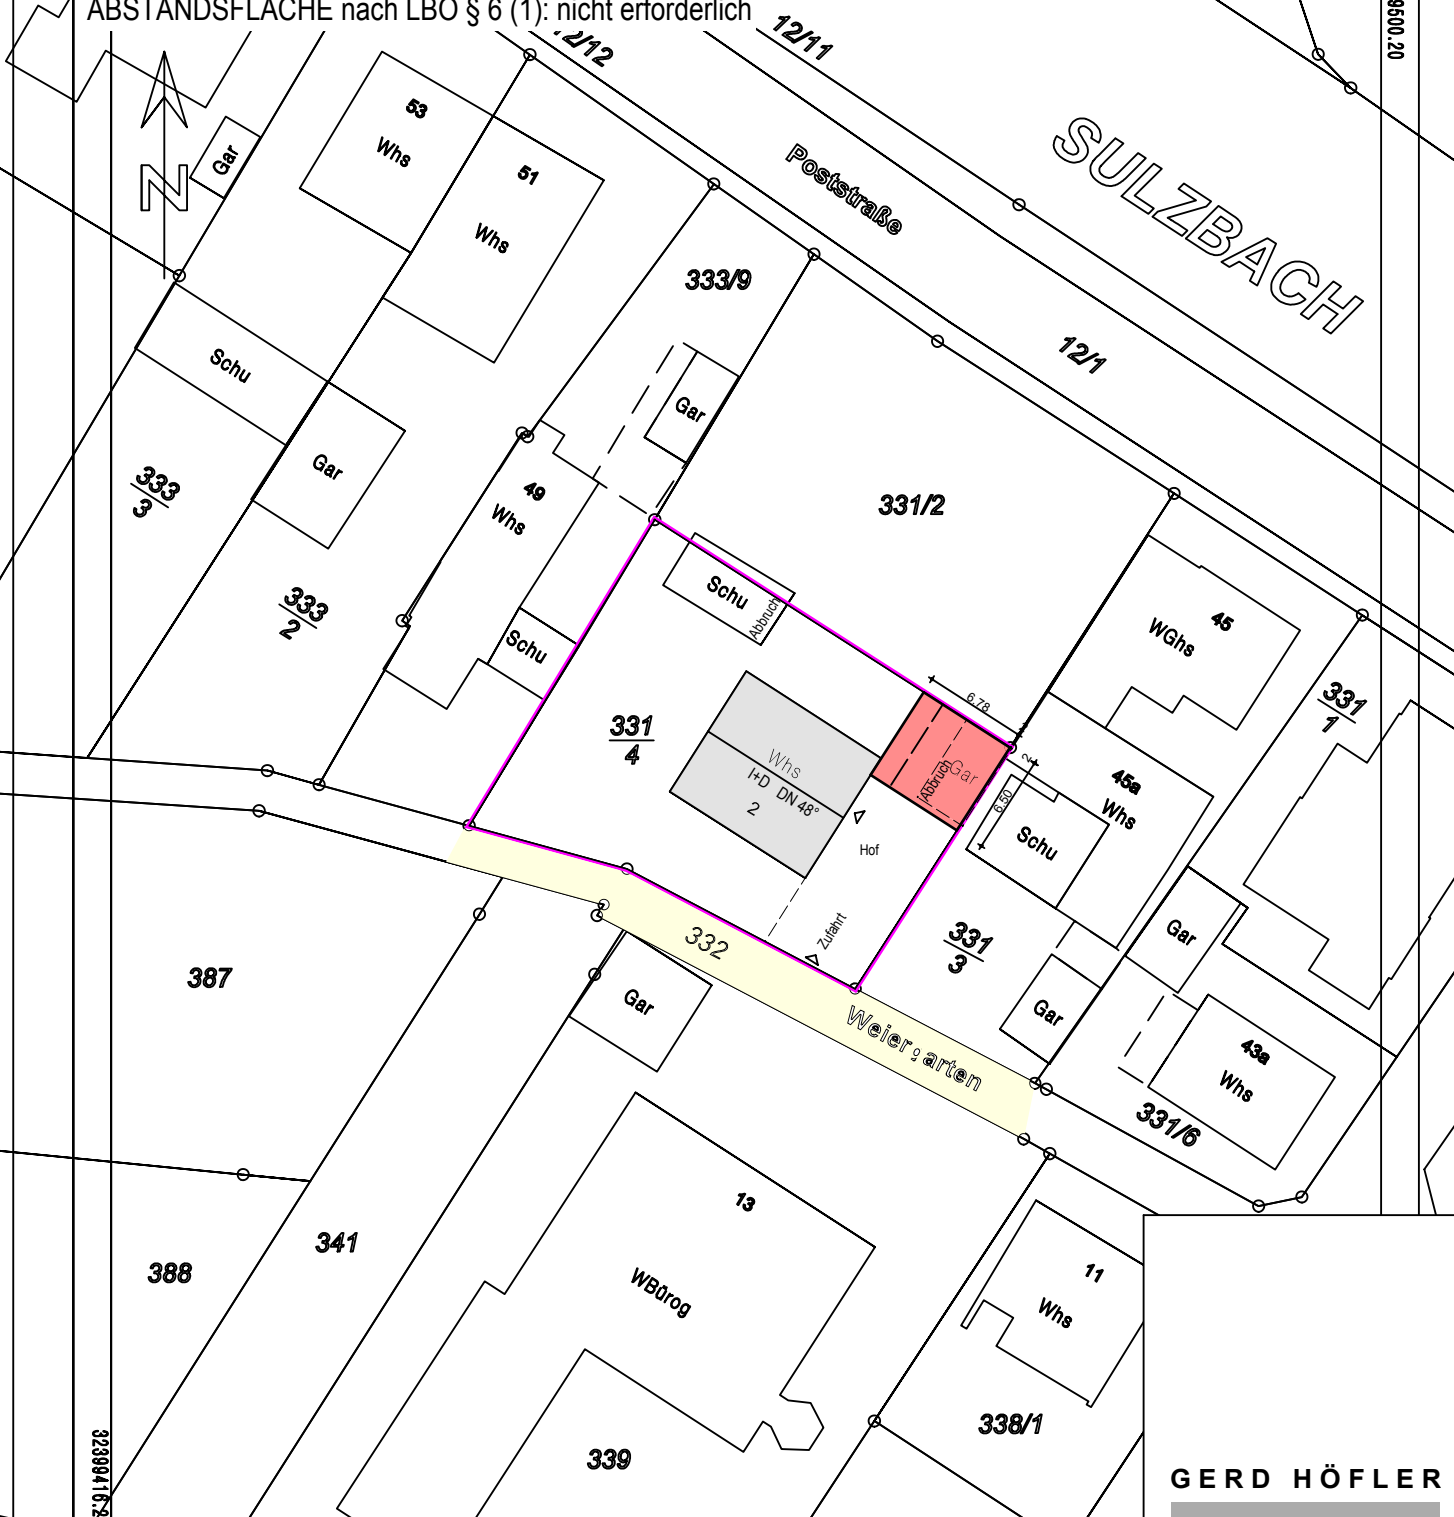 ABSTANDSFLÄCHE nach LBO § 6 (1): nicht erforderlich
12/12
12/11
9500.20
SULZBACH
Poststraße
12/1
N
Gar
53
Whs
51
Whs
333/9
Schu
Gar
Gar
49
Whs
333
3
333
2
Schu
331/2
Schu
Abbruch
45
WGhs
331
1
6.78
331
4
Whs
I+D DN 48°
2
Gar
Abbruch
2
6.50
45a
Whs
Schu
Hof
Zufahrt
332
331
3
Gar
387
Gar
Gar
Weiergarten
43a
Whs
331/6
13
WBürog
11
Whs
341
388
339
338/1
GERD HÖFLER